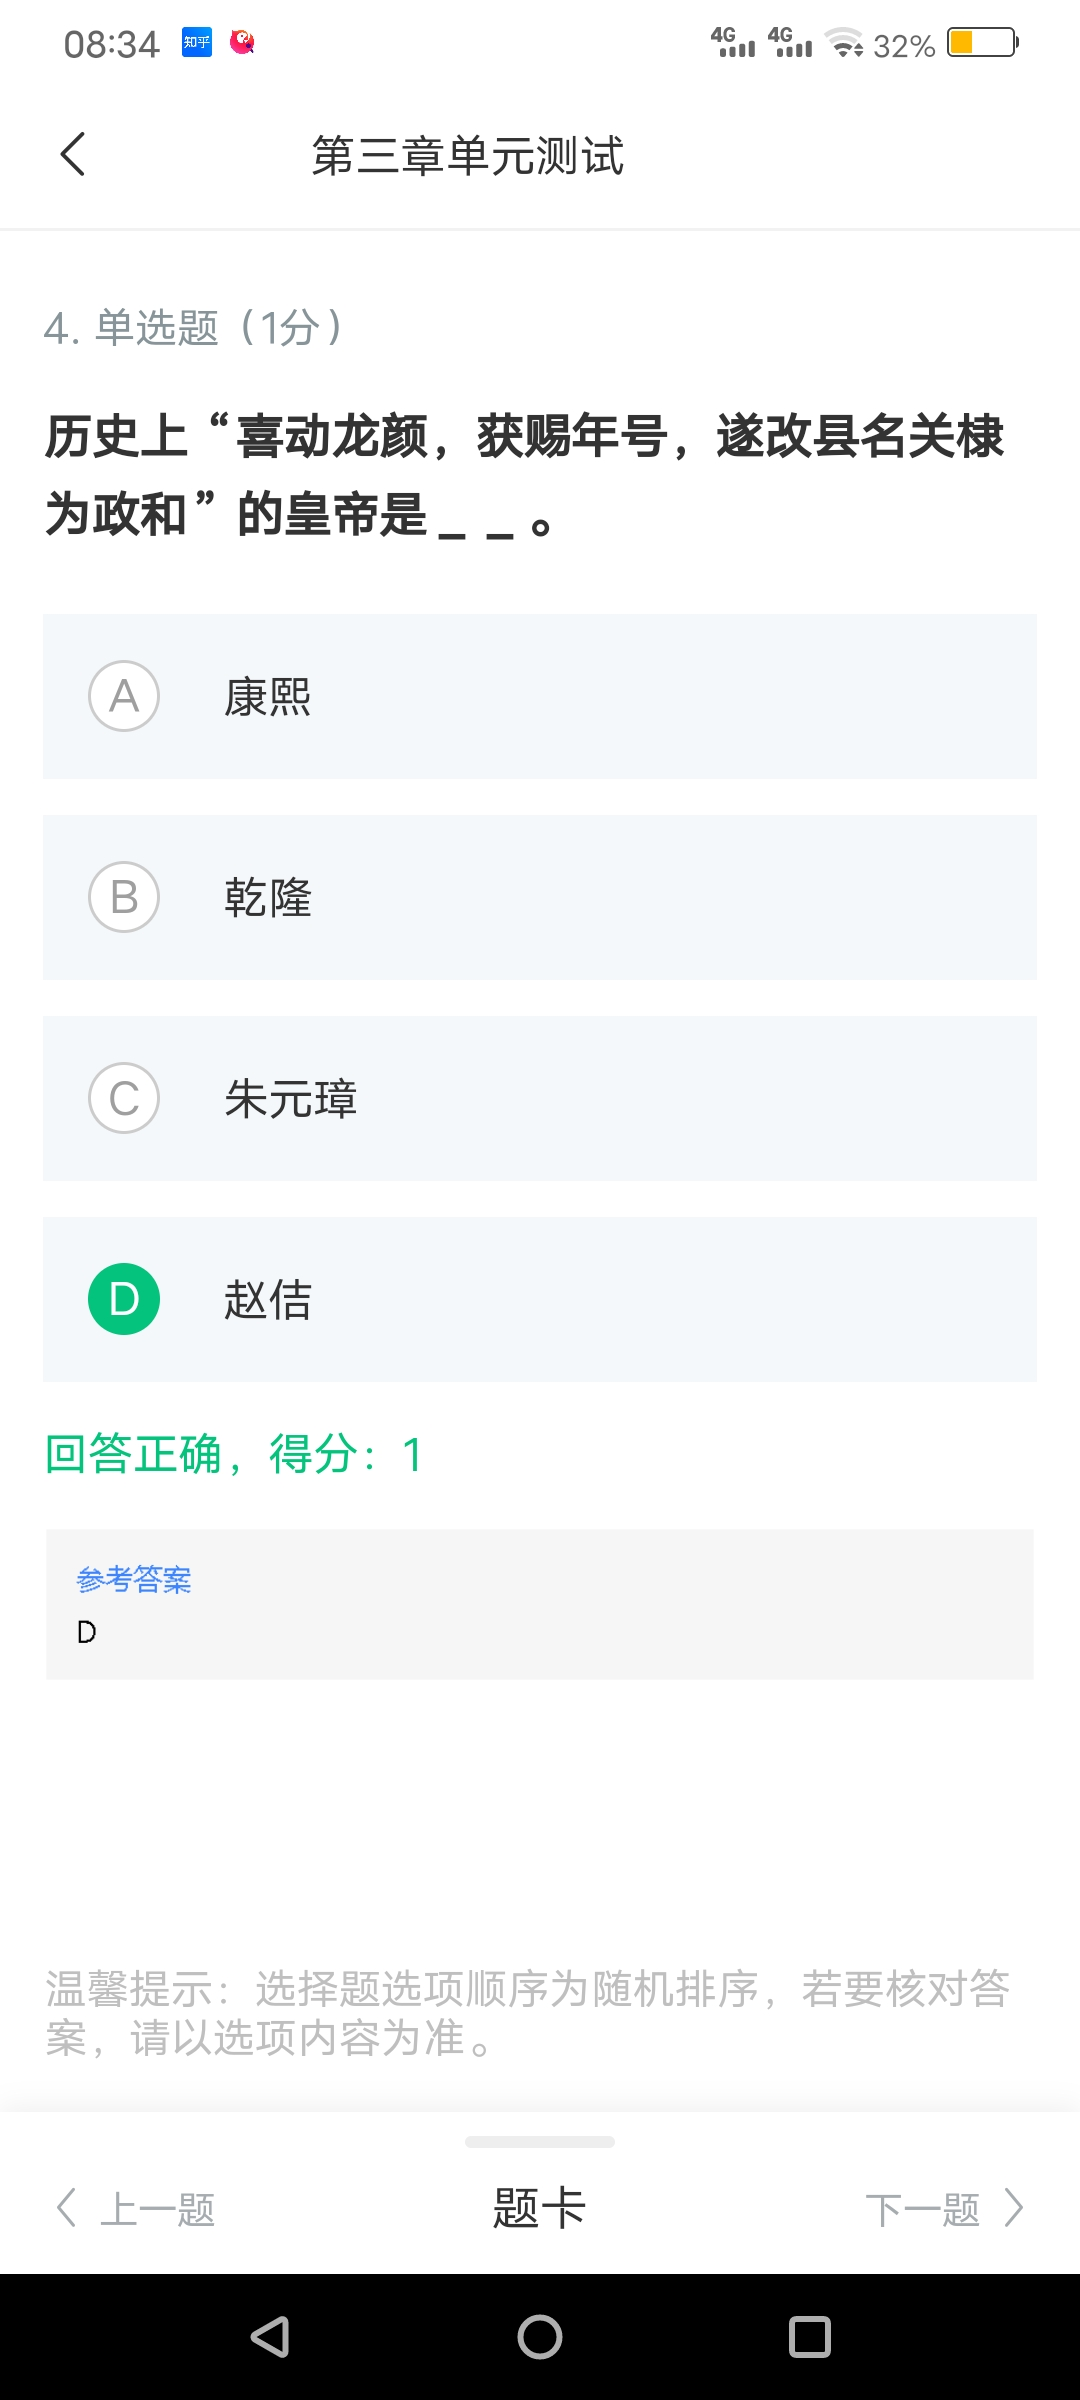 08:34 知乎 4G 4G 32%
第三章单元测试
4. 单选题（1分）
历史上“喜动龙颜，获赐年号，遂改县名关棣
为政和”的皇帝是_ _。
A 康熙
B 乾隆
C 朱元璋
D 赵佶
回答正确，得分：1
参考答案
D
温馨提示：选择题选项顺序为随机排序，若要核对答
案，请以选项内容为准。
上一题 题卡 下一题